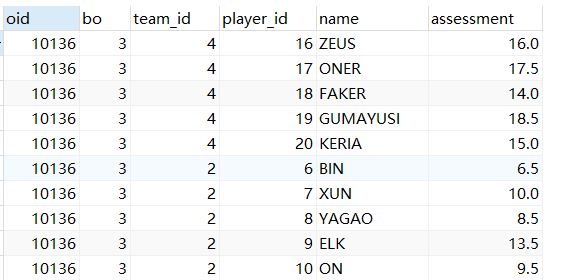 oid bo team_id player_id name assessment
10136 3 4 16 ZEUS 16.0
10136 3 4 17 ONER 17.5
10136 3 4 18 FAKER 14.0
10136 3 4 19 GUMAYUSI 18.5
10136 3 4 20 KERIA 15.0
10136 3 2 6 BIN 6.5
10136 3 2 7 XUN 10.0
10136 3 2 8 YAGAO 8.5
10136 3 2 9 ELK 13.5
10136 3 2 10 ON 9.5